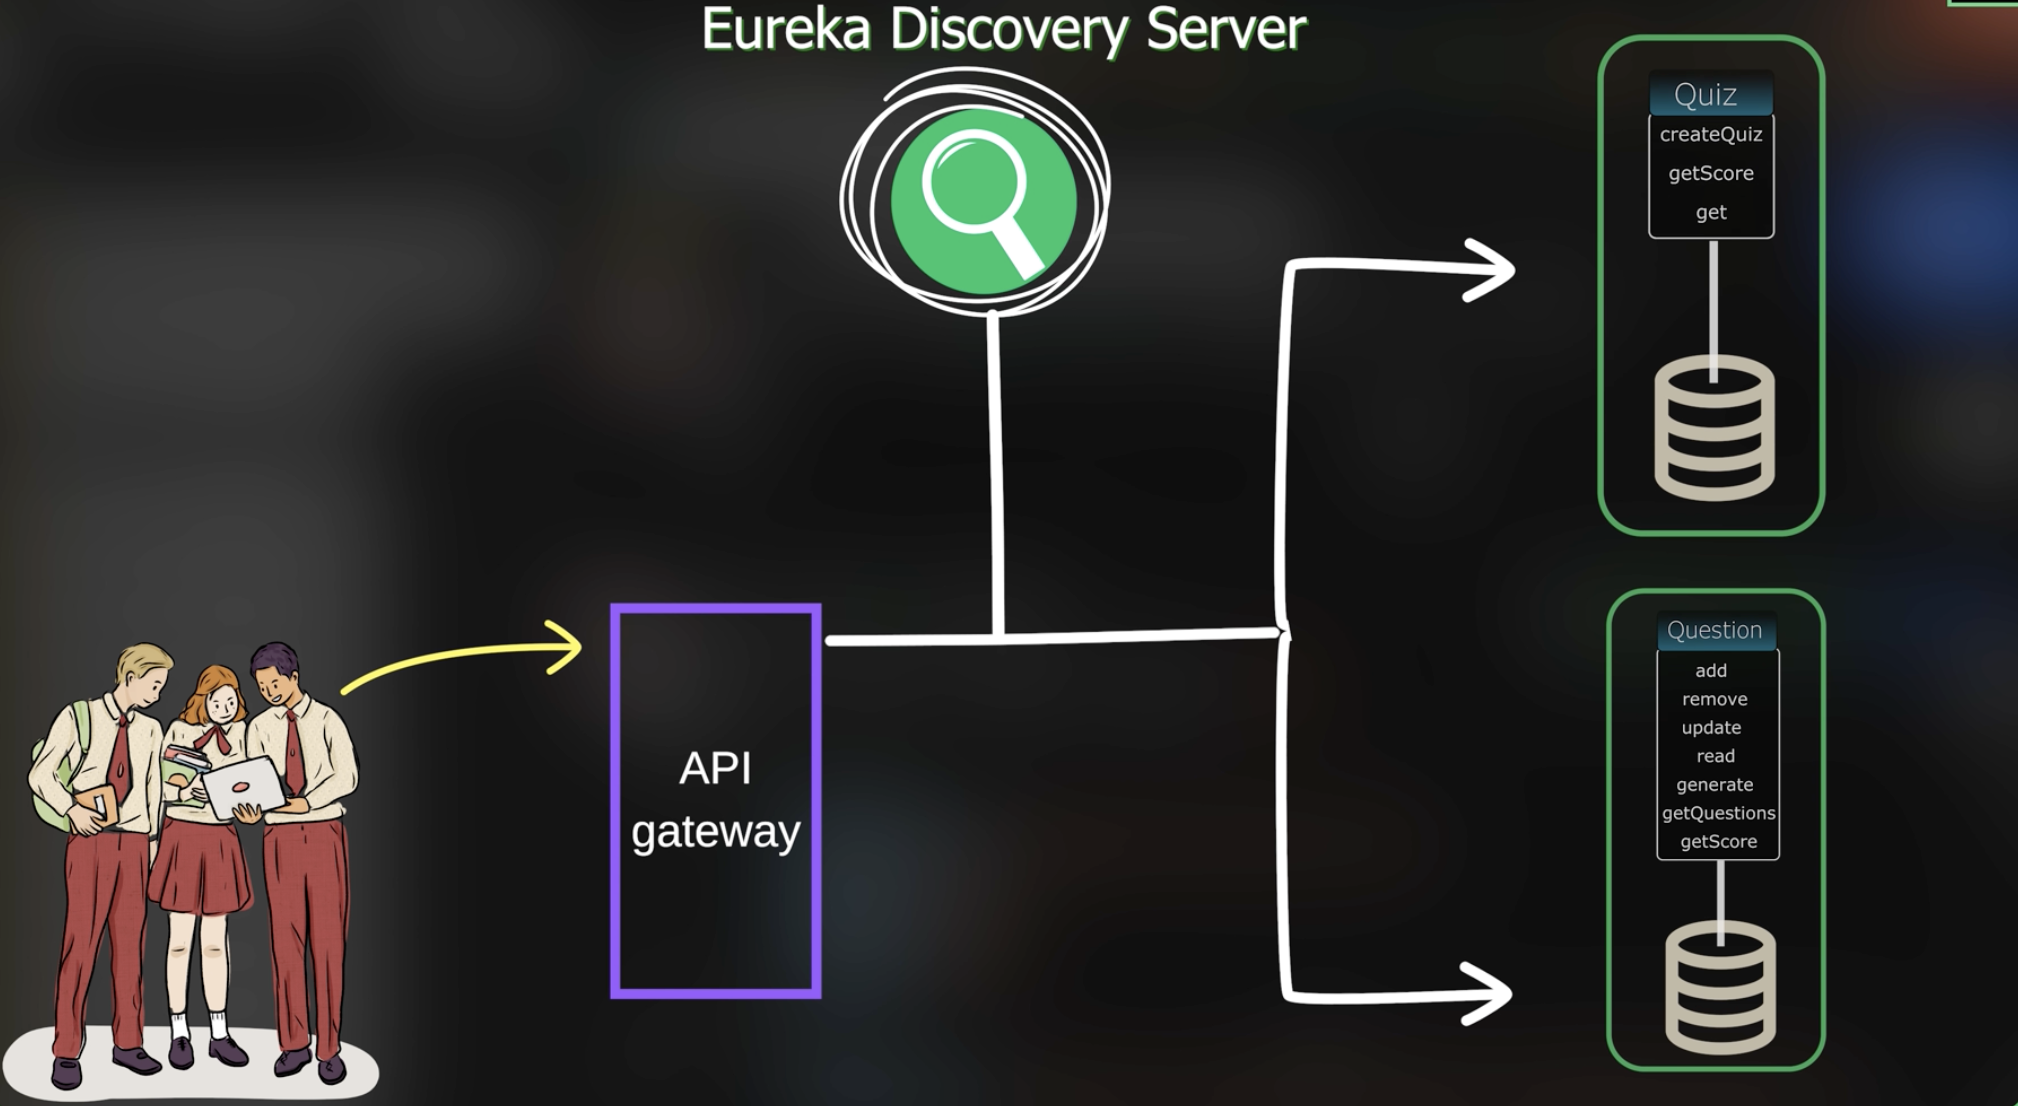 Eureka Discovery Server
Quiz
createQuiz
getScore
get
API
gateway
Question
add
remove
update
read
generate
getQuestions
getScore